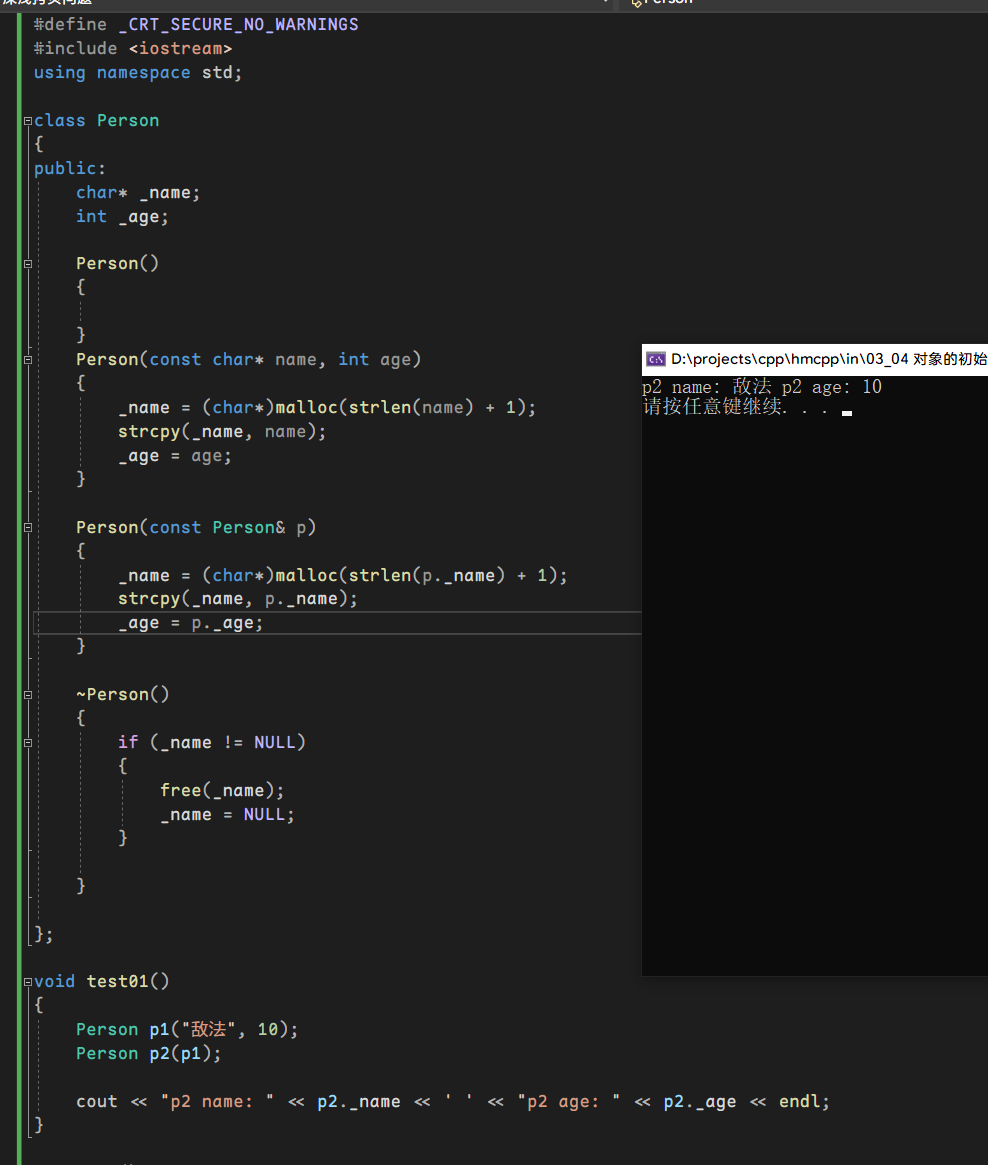 Person
#define _CRT_SECURE_NO_WARNINGS
#include <iostream>
using namespace std;
class Person
{
public:
char* _name;
int _age;
Person()
{
}
Person(const char* name, int age)
{
_name = (char*)malloc(strlen(name) + 1);
strcpy(_name, name);
_age = age;
}
Person(const Person& p)
{
_name = (char*)malloc(strlen(p._name) + 1);
strcpy(_name, p._name);
_age = p._age;
}
~Person()
{
if (_name != NULL)
{
free(_name);
_name = NULL;
}
}
};
void test01()
{
Person p1("敌法", 10);
Person p2(p1);
cout << "p2 name: " << p2._name << ' ' << "p2 age: " << p2._age << endl;
}
D:\projects\cpp\hmcpp\in\03_04 对象的初始
p2 name: 敌法 p2 age: 10
请按任意键继续. . .